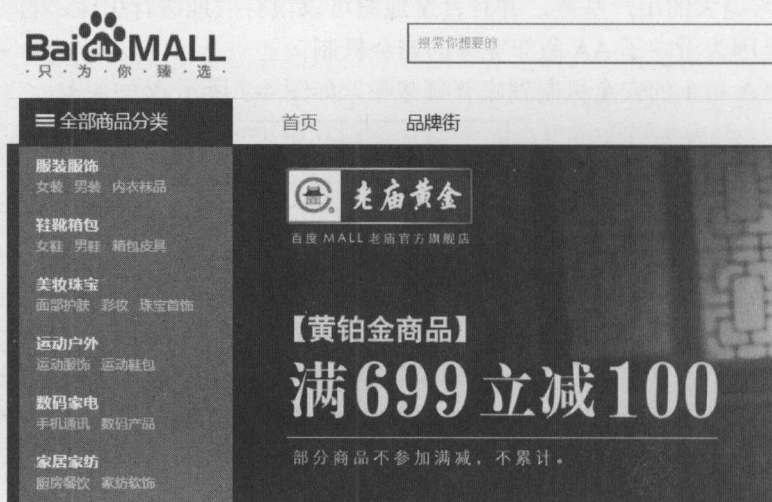 Bai du MALL
·只·为·你·臻·选·
搜索你想要的
全部商品分类
首页
品牌街
服装服饰
女装 男装 内衣袜品
鞋靴箱包
女鞋 男鞋 箱包皮具
美妆珠宝
面部护肤 彩妆 珠宝首饰
运动户外
运动服饰 运动鞋包
数码家电
手机通讯 数码产品
家居家纺
厨房餐饮 家纺软饰
老庙黄金
百度 MALL 老庙官方旗舰店
【黄铂金商品】
满699立减100
部分商品不参加满减，不累计。